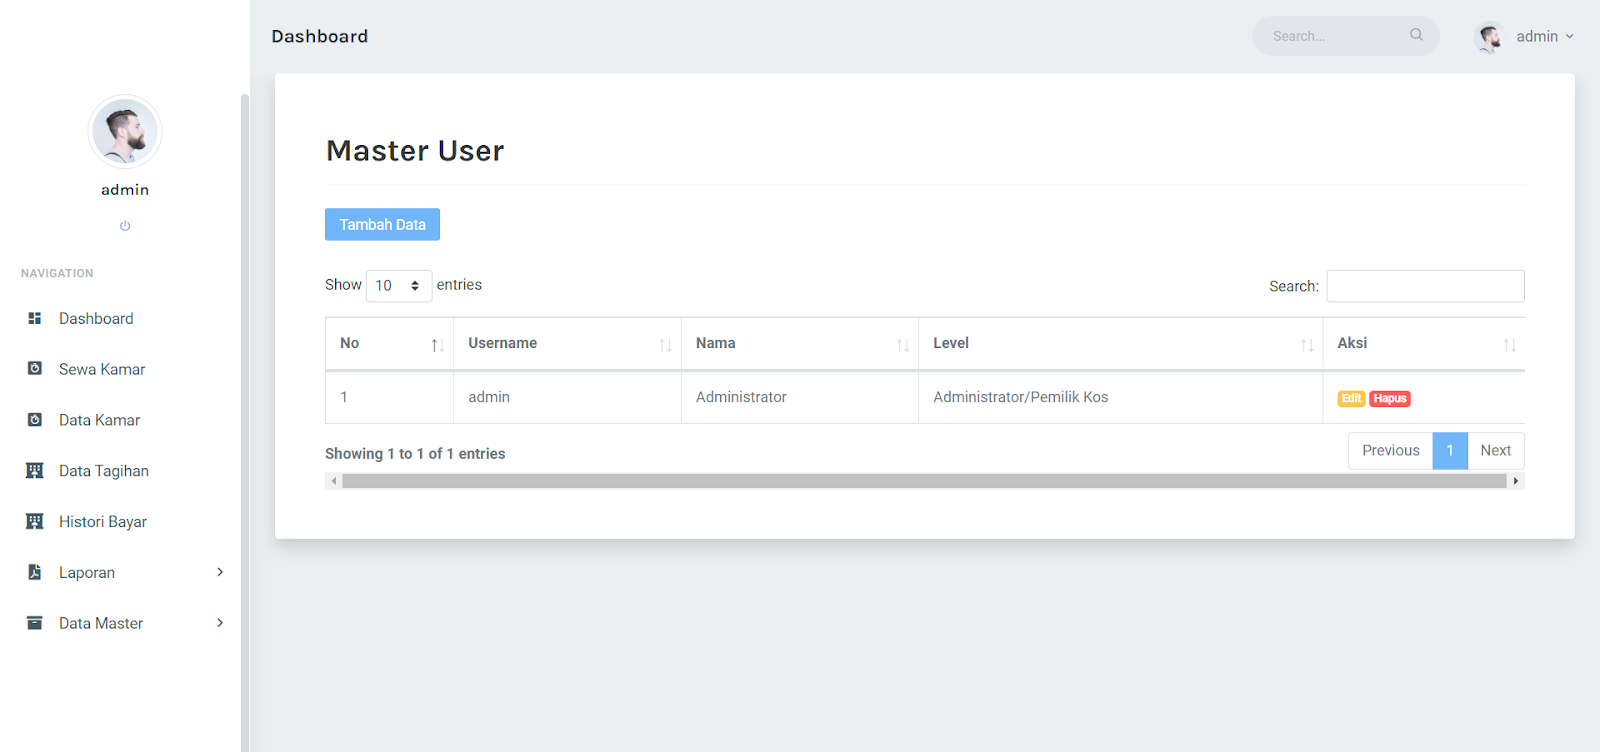 Dashboard
Search...
admin
admin
NAVIGATION
Dashboard
Sewa Kamar
Data Kamar
Data Tagihan
Histori Bayar
Laporan
Data Master
Master User
Tambah Data
Show 10 entries
Search:
No Username Nama Level Aksi
1 admin Administrator Administrator/Pemilik Kos Edit Hapus
Showing 1 to 1 of 1 entries
Previous 1 Next